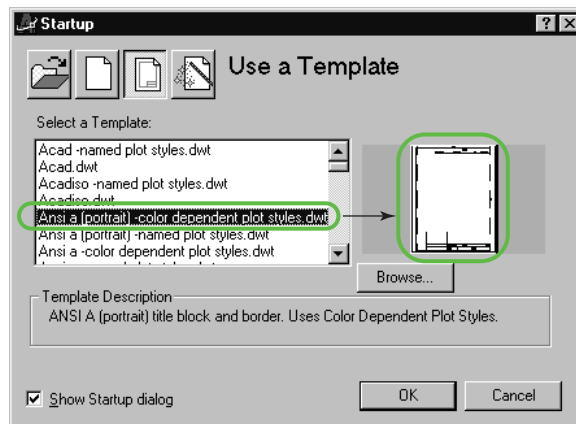 Startup
Use a Template
Select a Template:
Acad -named plot styles.dwt
Acad.dwt
Acadiso -named plot styles.dwt
Acadiso.dwt
Ansi a (portrait) -color dependent plot styles.dwt
Ansi a (portrait) -named plot styles.dwt
Ansi a -color dependent plot styles.dwt
Browse...
Template Description
ANSI A (portrait) title block and border. Uses Color Dependent Plot Styles.
Show Startup dialog
OK
Cancel